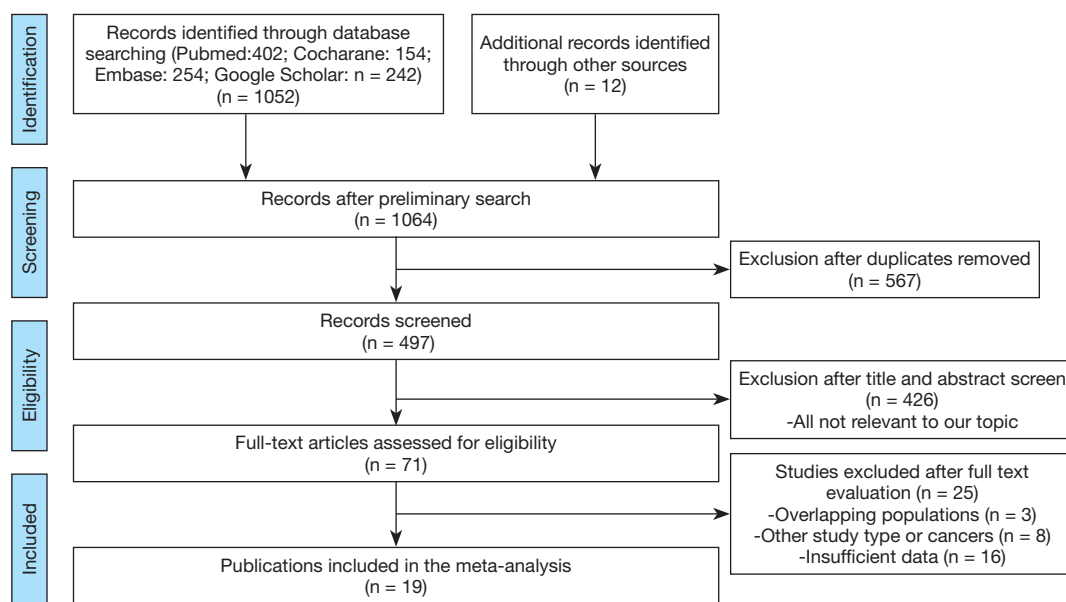 Identification
Records identified through database
searching (Pubmed:402; Cocharane: 154;
Embase: 254; Google Scholar: n = 242)
(n = 1052)
Additional records identified
through other sources
(n = 12)
Screening
Records after preliminary search
(n = 1064)
Exclusion after duplicates removed
(n = 567)
Records screened
(n = 497)
Eligibility
Exclusion after title and abstract screen
(n = 426)
-All not relevant to our topic
Full-text articles assessed for eligibility
(n = 71)
Included
Studies excluded after full text
evaluation (n = 25)
-Overlapping populations (n = 3)
-Other study type or cancers (n = 8)
-Insufficient data (n = 16)
Publications included in the meta-analysis
(n = 19)